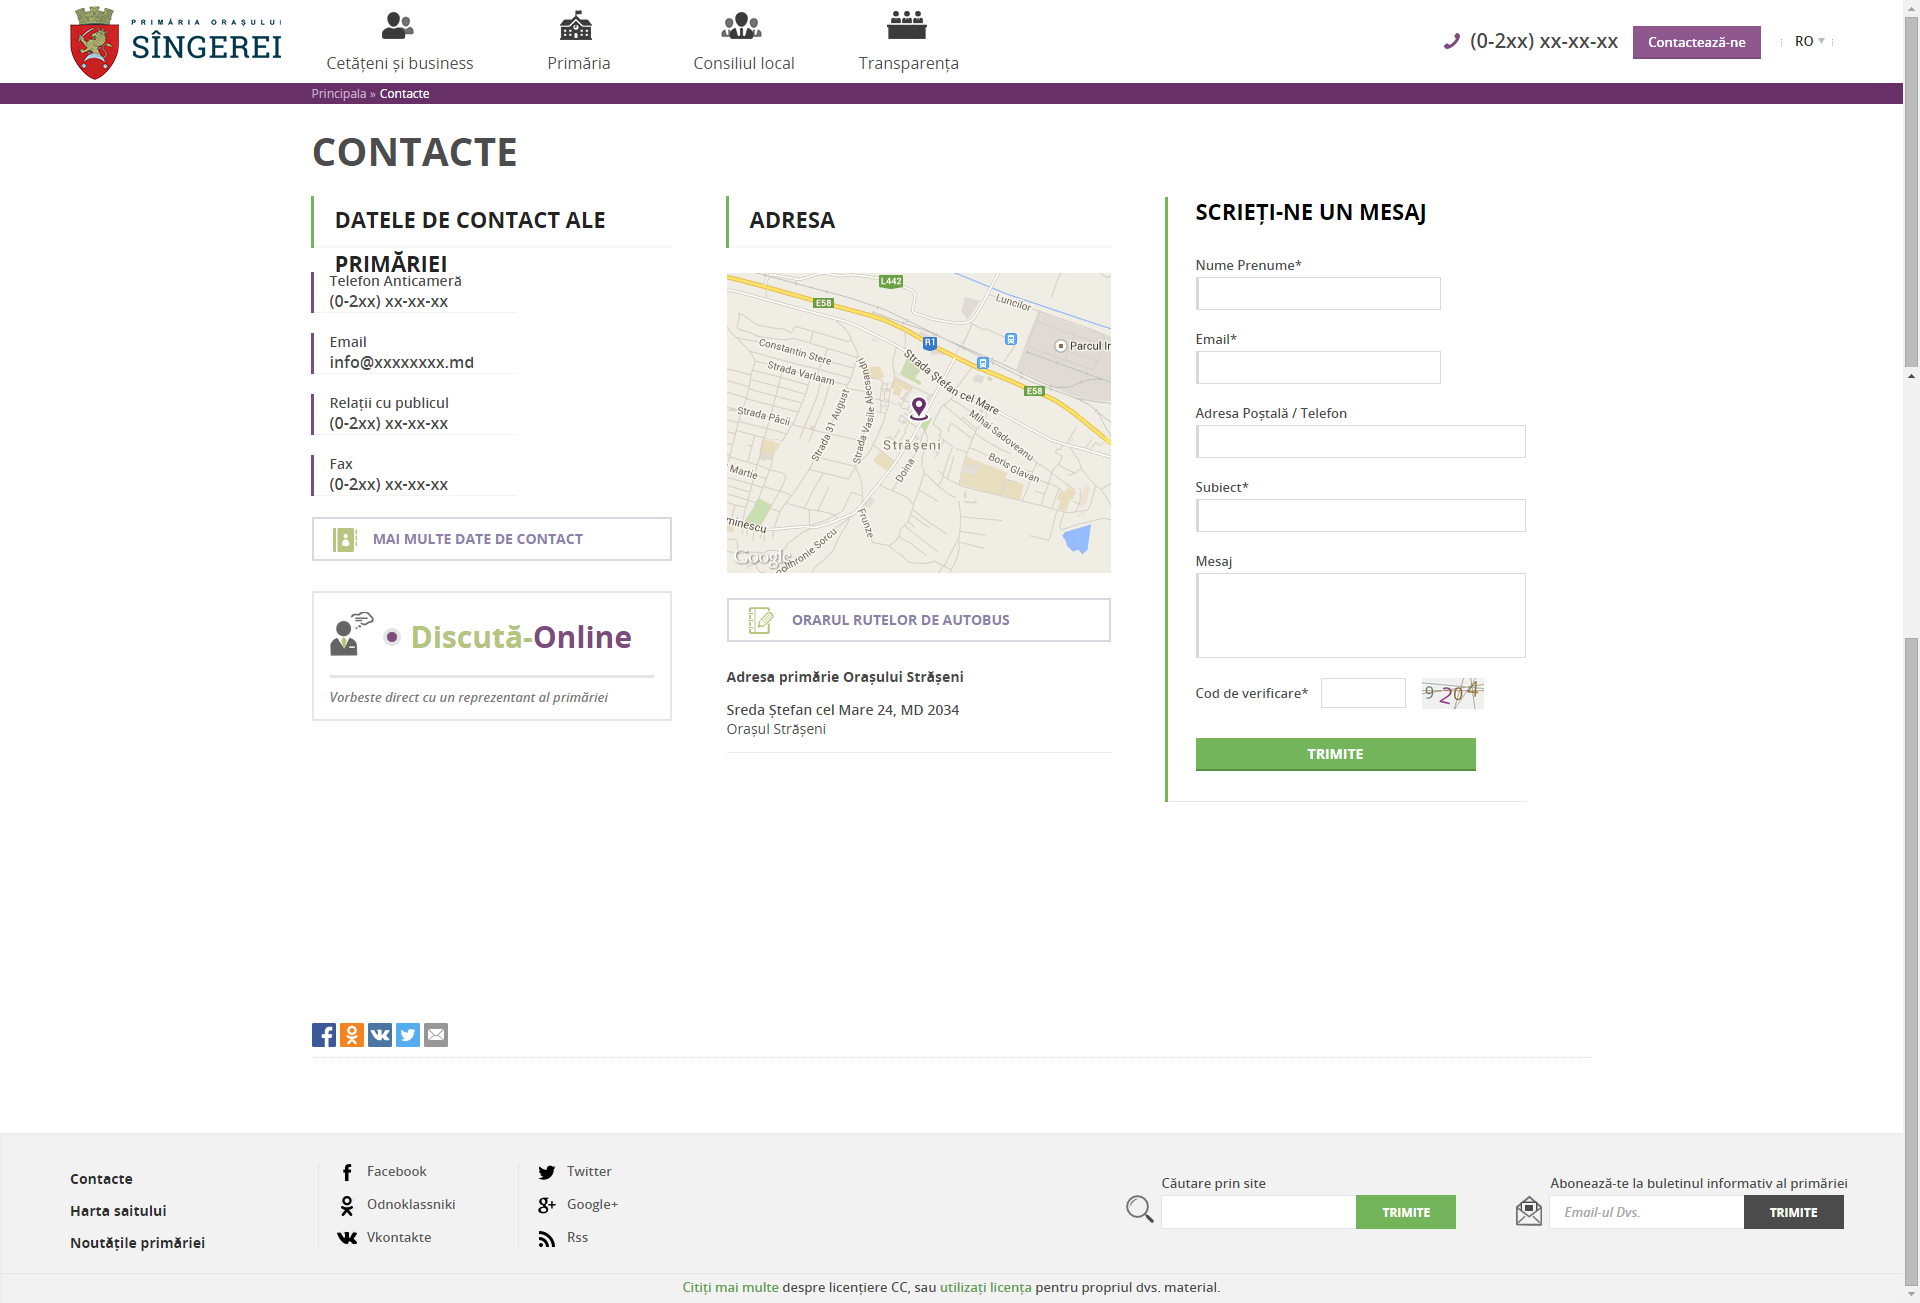 PRIMĂRIA ORAȘULUI
SÎNGEREI
Cetățeni și business
Primăria
Consiliul local
Transparența
(0-2xx) xx-xx-xx
Contactează-ne
RO
Principala » Contacte
CONTACTE
DATELE DE CONTACT ALE
PRIMĂRIEI
Telefon Anticameră
(0-2xx) xx-xx-xx
Email
info@xxxxxxxx.md
Relații cu publicul
(0-2xx) xx-xx-xx
Fax
(0-2xx) xx-xx-xx
MAI MULTE DATE DE CONTACT
Discută-Online
Vorbeste direct cu un reprezentant al primăriei
ADRESA
L442
E58
Luncilor
R1
Parcul Ir
Constantin Stere
Strada Varlaam
Strada Ștefan cel Mare
E58
Strada Păcii
Strada 31 August
Strada Vasile Alecsandri
Mihai Sadoveanu
Strășeni
Boris Glavan
Martie
Doina
minescu
Frunze
Polihronie Sorcu
Google
ORARUL RUTELOR DE AUTOBUS
Adresa primărie Orașului Strășeni
Sreda Ștefan cel Mare 24, MD 2034
Orașul Strășeni
SCRIEȚI-NE UN MESAJ
Nume Prenume*
Email*
Adresa Poștală / Telefon
Subiect*
Mesaj
Cod de verificare*
9204
TRIMITE
Contacte
Harta saitului
Noutățile primăriei
Facebook
Odnoklassniki
Vkontakte
Twitter
Google+
Rss
Căutare prin site
TRIMITE
Abonează-te la buletinul informativ al primăriei
Email-ul Dvs.
TRIMITE
Citiți mai multe despre licențiere CC, sau utilizați licența pentru propriul dvs. material.